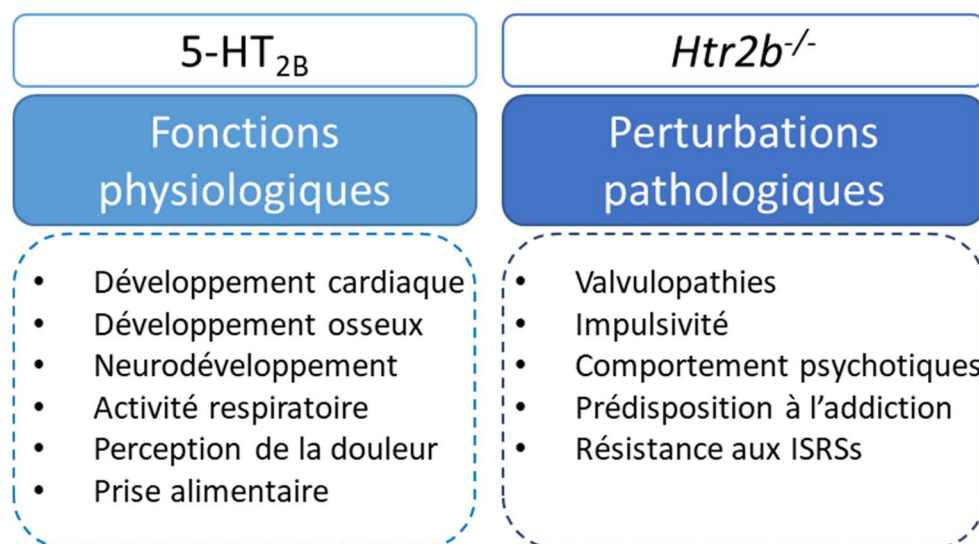 5-HT2B
Fonctions
physiologiques
• Développement cardiaque
• Développement osseux
• Neurodéveloppement
• Activité respiratoire
• Perception de la douleur
• Prise alimentaire
Htr2b-/-
Perturbations
pathologiques
• Valvulopathies
• Impulsivité
• Comportement psychotiques
• Prédisposition à l’addiction
• Résistance aux ISRSs